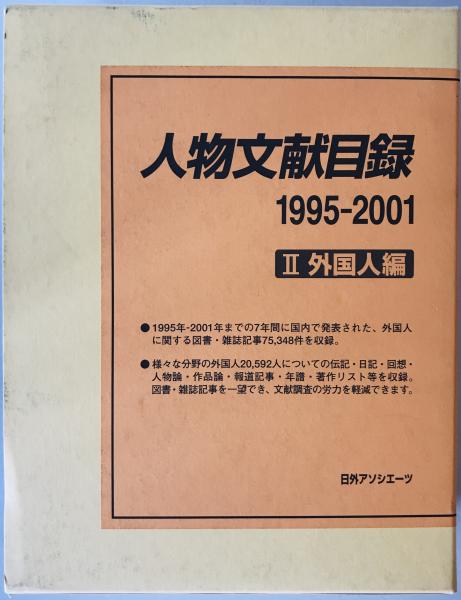 人物文献目録
1995-2001
II 外国人編
●1995年-2001年までの7年間に国内で発表された、外国人
に関する図書・雑誌記事75,348件を収録。
●様々な分野の外国人20,592人についての伝記・日記・回想・
人物論・作品論・報道記事・年譜・著作リスト等を収録。
図書・雑誌記事を一望でき、文献調査の労力を軽減できます。
日外アソシエーツ